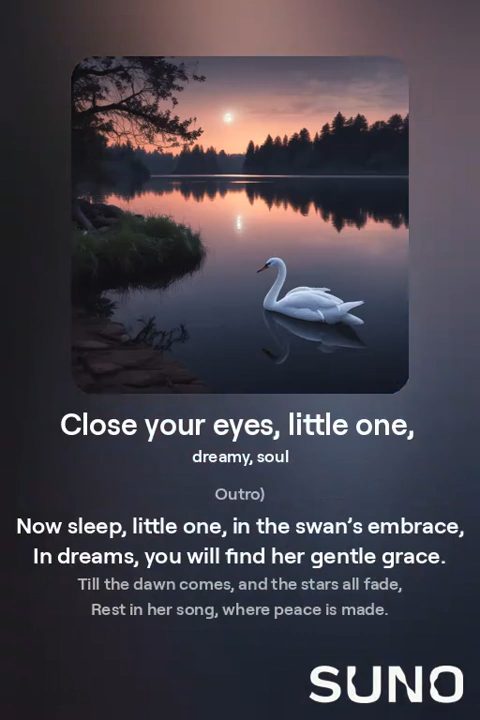 Close your eyes, little one,
dreamy, soul
Outro)
Now sleep, little one, in the swan’s embrace,
In dreams, you will find her gentle grace.
Till the dawn comes, and the stars all fade,
Rest in her song, where peace is made.
SUNO